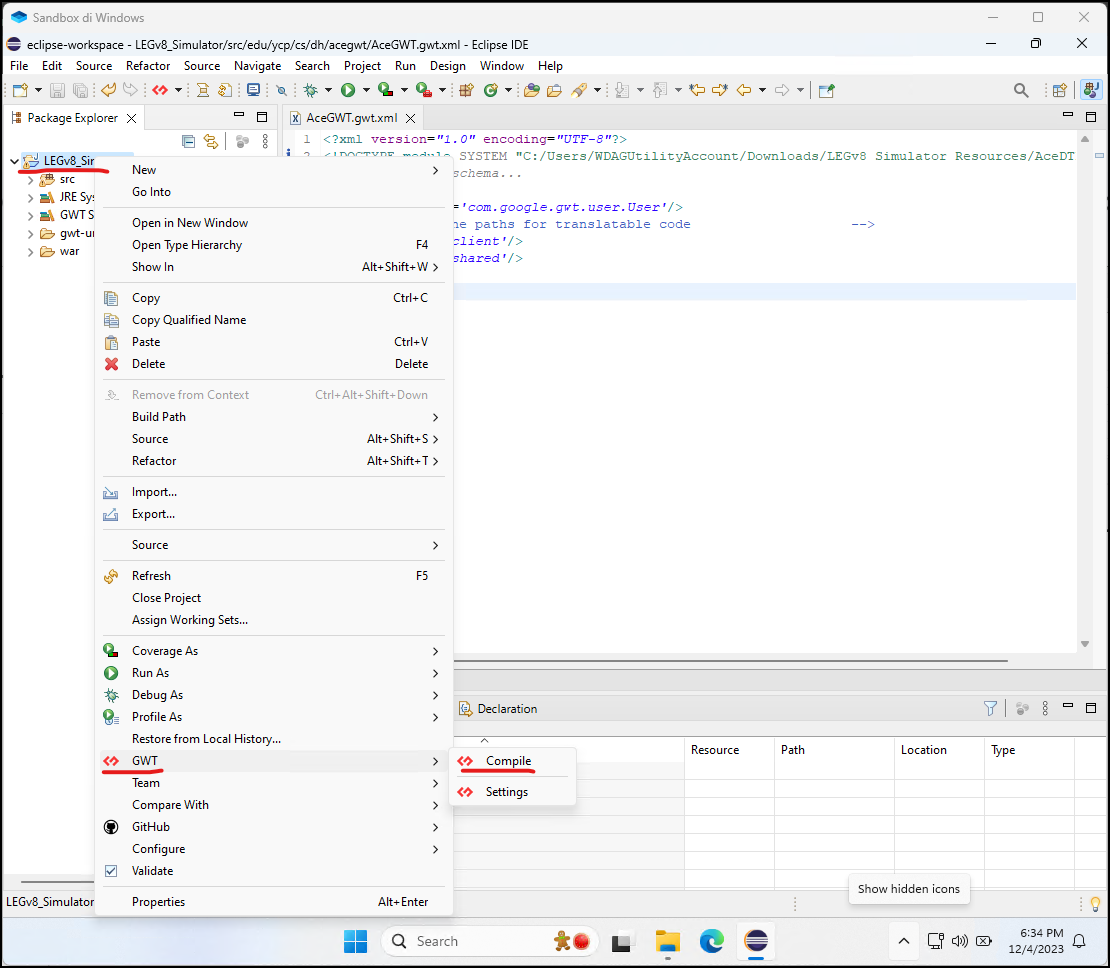 Sandbox di Windows
eclipse-workspace - LEGv8_Simulator/src/edu/ycp/cs/dh/acegwt/AceGWT.gwt.xml - Eclipse IDE
File Edit Source Refactor Source Navigate Search Project Run Design Window Help
Package Explorer
AceGWT.gwt.xml
1 <?xml version="1.0" encoding="UTF-8"?>
SYSTEM "C:/Users/WDAGUtilityAccount/Downloads/LEGv8 Simulator Resources/AceDT
schema...
='com.google.gwt.user.User'/>
paths for translatable code -->
client'/>
shared'/>
LEGv8_Sir
src
JRE Sy
GWT S
gwt-u
war
New
Go Into
Open in New Window
Open Type Hierarchy F4
Show In Alt+Shift+W
Copy Ctrl+C
Copy Qualified Name
Paste Ctrl+V
Delete Delete
Remove from Context Ctrl+Alt+Shift+Down
Build Path
Source Alt+Shift+S
Refactor Alt+Shift+T
Import...
Export...
Source
Refresh F5
Close Project
Assign Working Sets...
Coverage As
Run As
Debug As
Profile As
Restore from Local History...
GWT
Team
Compare With
GitHub
Configure
Validate
Properties Alt+Enter
Compile
Settings
Declaration
Resource Path Location Type
Show hidden icons
LEGv8_Simulator
Search
6:34 PM
12/4/2023